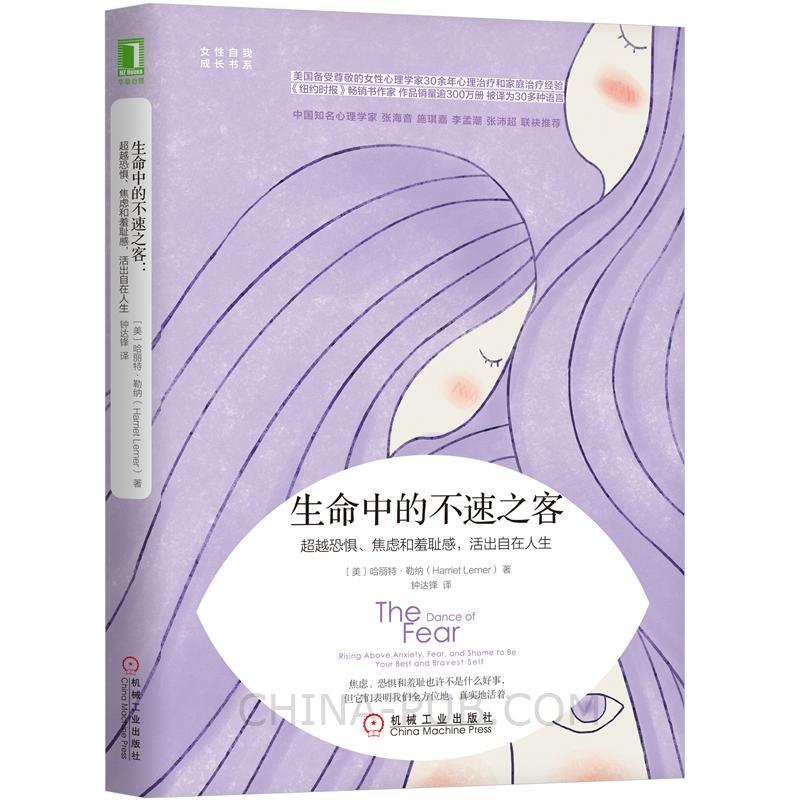 HZ BOOKS
华章心理
生命中的不速之客:
超越恐惧、焦虑和羞耻感,活出自在人生
[美]哈丽特·勒纳(Harriet Lerner)著
钟达锋 译
机械工业出版社
China Machine Press
女性自我
成长书系
美国备受尊敬的女性心理学家30余年心理治疗和家庭治疗经验
《纽约时报》畅销书作家 作品销量逾300万册 被译为30多种语言
中国知名心理学家 张海音 施琪嘉 李孟潮 张沛超 联袂推荐
生命中的不速之客
超越恐惧、焦虑和羞耻感,活出自在人生
[美]哈丽特·勒纳(Harriet Lerner)著
钟达锋 译
The Dance of
Fear
Rising Above Anxiety, Fear, and Shame to Be
Your Best and Bravest Self
焦虑、恐惧和羞耻也许不是什么好事,
但它们表明我们全方位地、真实地活着
CHINA-PUB.COM
机械工业出版社
China Machine Press